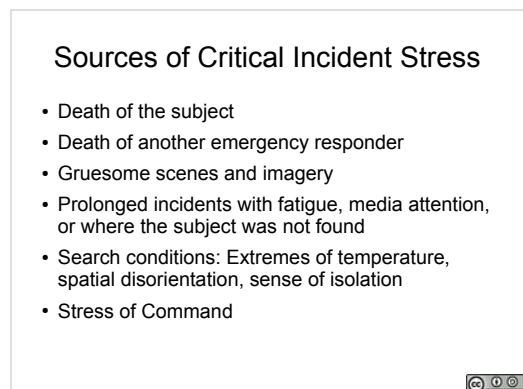 Sources of Critical Incident Stress
• Death of the subject
• Death of another emergency responder
• Gruesome scenes and imagery
• Prolonged incidents with fatigue, media attention,
or where the subject was not found
• Search conditions: Extremes of temperature,
spatial disorientation, sense of isolation
• Stress of Command
cc